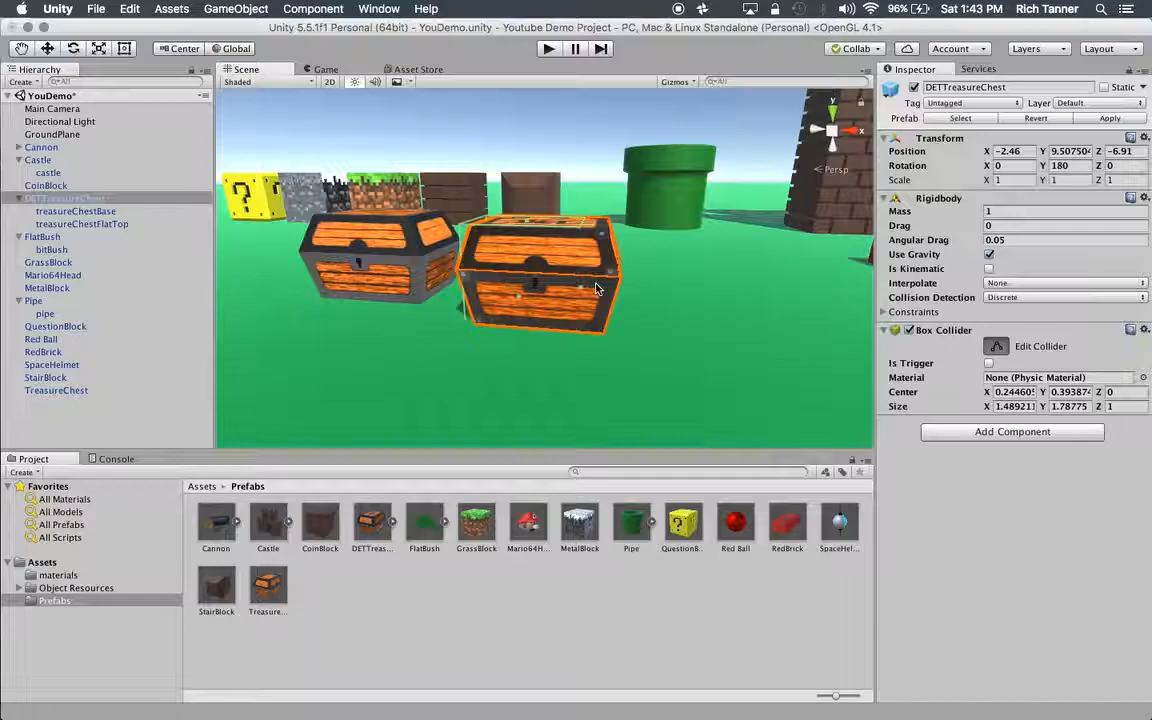 Unity File Edit Assets GameObject Component Window Help 96% Sat 1:43 PM Rich Tanner
Unity 5.5.1f1 Personal (64bit) - YouDemo.unity - Youtube Demo Project - PC, Mac & Linux Standalone (Personal) <OpenGL 4.1>
Center Global Collab Account Layers Layout
Hierarchy Scene Game Asset Store Inspector Services
Create All Shaded 2D Gizmos All
DETTreasureChest Static
YouDemo*
Tag Untagged Layer Default
Main Camera
Prefab Select Revert Apply
Directional Light
GroundPlane
Transform
Cannon
Position X -2.46 Y 9.507504 Z -6.91
Castle
Rotation X 0 Y 180 Z 0
castle
Persp
Scale X 1 Y 1 Z 1
CoinBlock
DETTreasureChest
Rigidbody
treasureChestBase
Mass 1
treasureChestFlatTop
Drag 0
FlatBush
Angular Drag 0.05
bitBush
Use Gravity
GrassBlock
Is Kinematic
Mario64Head
Interpolate None
MetalBlock
Collision Detection Discrete
Pipe
Constraints
pipe
QuestionBlock
Box Collider
Red Ball
Edit Collider
RedBrick
Is Trigger
SpaceHelmet
Material None (Physic Material)
StairBlock
Center X 0.24460 Y 0.39387 Z 0
TreasureChest
Size X 1.48921 Y 1.78775 Z 1
Add Component
Project Console
Create
Favorites
Assets Prefabs
All Materials
All Models
All Prefabs
All Scripts
Cannon Castle CoinBlock DETTreas... FlatBush GrassBlock Mario64H... MetalBlock Pipe QuestionB... Red Ball RedBrick SpaceHel...
Assets
materials
Object Resources
Prefabs
StairBlock Treasure...